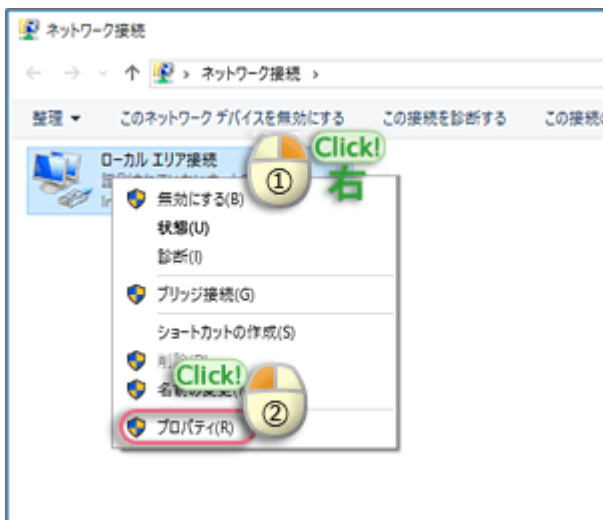 ネットワーク接続
ネットワーク接続
整理 このネットワーク デバイスを無効にする この接続を診断する この接続の
ローカル エリア接続
Click!
① 右
無効にする(B)
状態(U)
診断(I)
ブリッジ接続(G)
ショートカットの作成(S)
Click!
②
プロパティ(R)